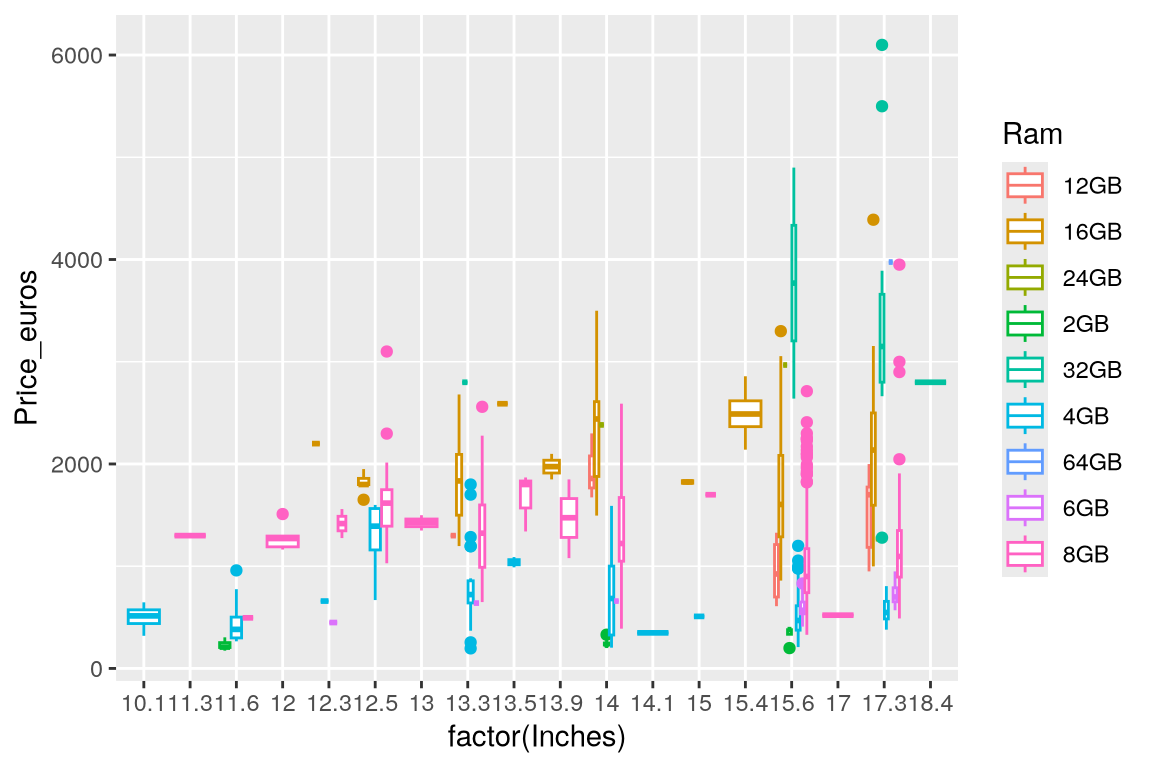 6000
4000
2000
0
Price_euros
10.1 11.3 11.6 12 12.3 12.5 13 13.3 13.5 13.9 14 14.1 15 15.4 15.6 17 17.3 18.4
factor(Inches)
Ram
12GB
16GB
24GB
2GB
32GB
4GB
64GB
6GB
8GB